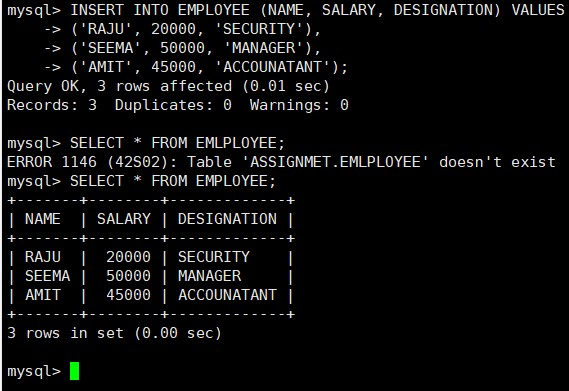 mysql> INSERT INTO EMPLOYEE (NAME, SALARY, DESIGNATION) VALUES
    -> ('RAJU', 20000, 'SECURITY'),
    -> ('SEEMA', 50000, 'MANAGER'),
    -> ('AMIT', 45000, 'ACCOUNATANT');
Query OK, 3 rows affected (0.01 sec)
Records: 3  Duplicates: 0  Warnings: 0
mysql> SELECT * FROM EMLPLOYEE;
ERROR 1146 (42S02): Table 'ASSIGNMET.EMLPLOYEE' doesn't exist
mysql> SELECT * FROM EMPLOYEE;
+-------+--------+-------------+
| NAME  | SALARY | DESIGNATION |
+-------+--------+-------------+
| RAJU  |  20000 | SECURITY    |
| SEEMA |  50000 | MANAGER     |
| AMIT  |  45000 | ACCOUNATANT |
+-------+--------+-------------+
3 rows in set (0.00 sec)
mysql>